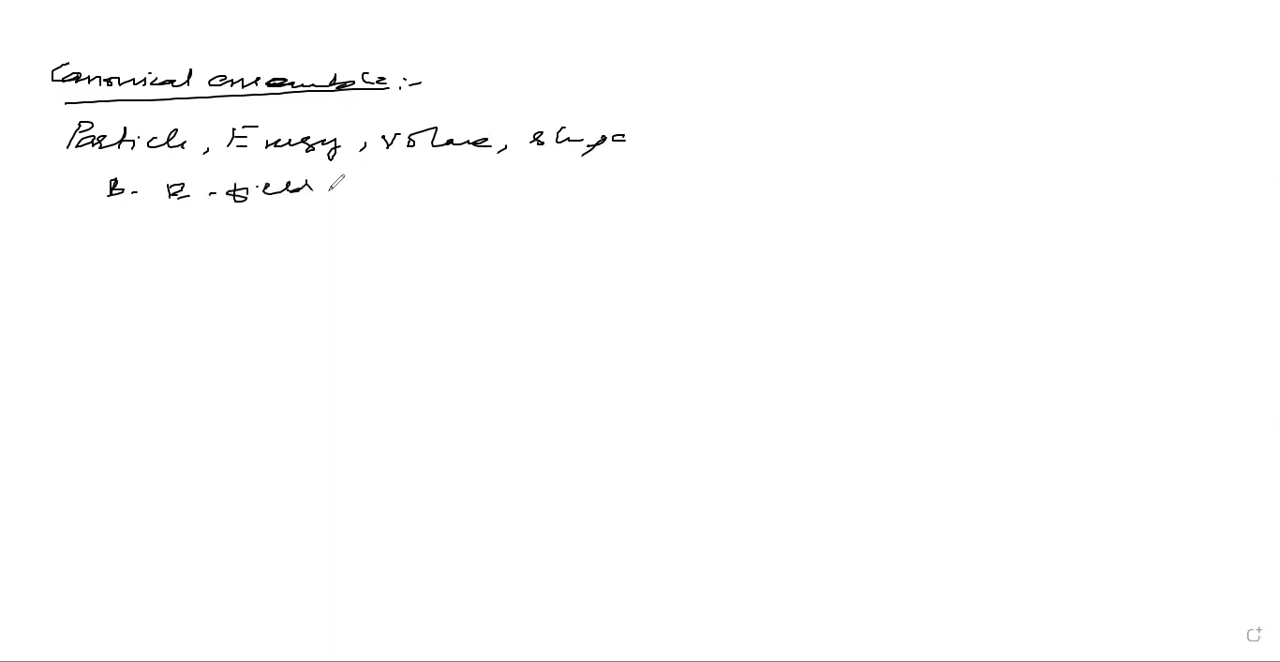 Canonical ensemble :-
Particle, Energy, volume, shape
B. E - field